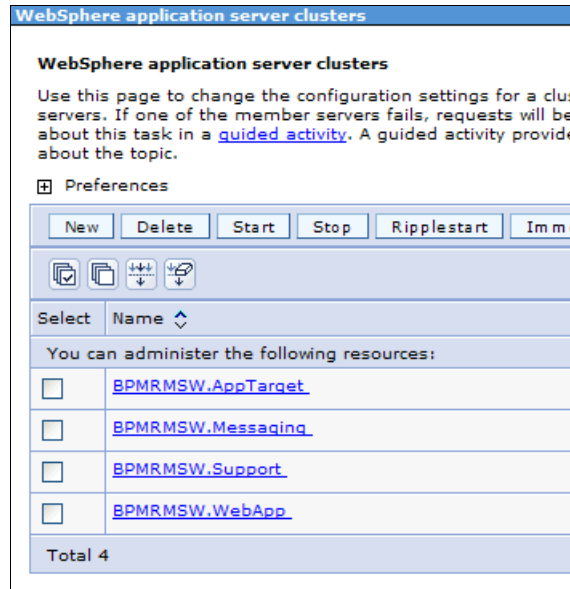 WebSphere application server clusters
WebSphere application server clusters
Use this page to change the configuration settings for a
servers. If one of the member servers fails, requests will be
about this task in a guided activity. A guided activity
about the topic.
Preferences
New Delete Start Stop Ripplestart
Select Name
You can administer the following resources:
BPMRMSW.AppTarget
BPMRMSW.Messaging
BPMRMSW.Support
BPMRMSW.WebApp
Total 4